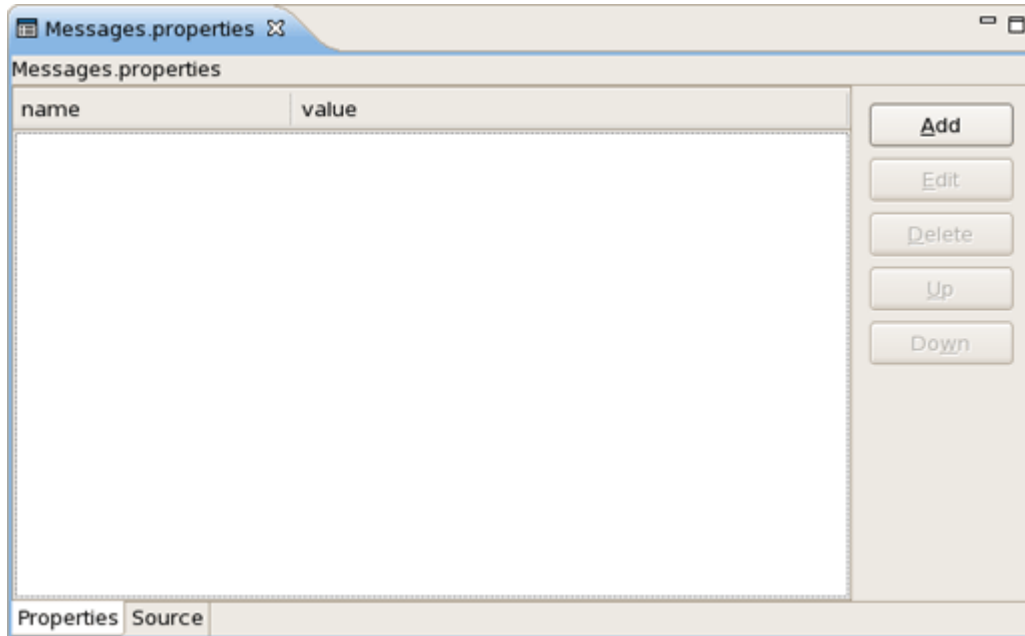 Messages.properties
Messages.properties
name value
Add
Edit
Delete
Up
Down
Properties Source